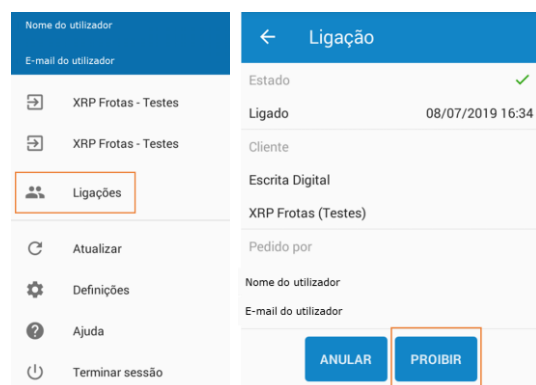 Nome do utilizador
E-mail do utilizador
XRP Frotas - Testes
XRP Frotas - Testes
Ligações
Atualizar
Definições
Ajuda
Terminar sessão
Ligação
Estado
Ligado 08/07/2019 16:34
Cliente
Escrita Digital
XRP Frotas (Testes)
Pedido por
Nome do utilizador
E-mail do utilizador
ANULAR PROIBIR